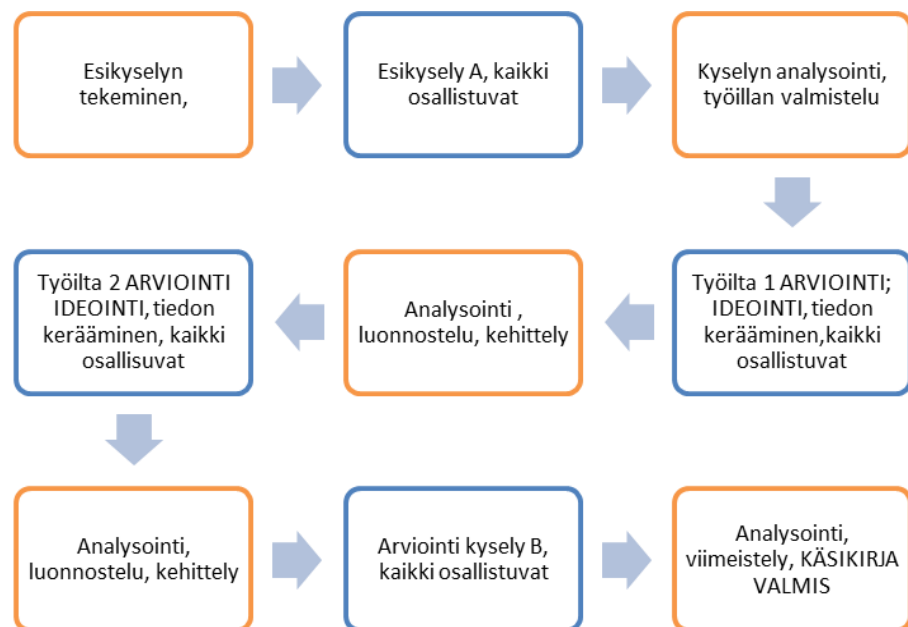 Esikyselyn
tekeminen,
Esikysely A, kaikki
osallistuvat
Kyselyn analysointi,
työillan valmistelu
Työilta 1 ARVIOINTI;
IDEOINTI, tiedon
kerääminen,kaikki
osallistuvat
Analysointi ,
luonnostelu, kehittely
Työilta 2 ARVIOINTI
IDEOINTI, tiedon
kerääminen, kaikki
osallisuvat
Analysointi,
luonnostelu, kehittely
Arviointi kysely B,
kaikki osallistuvat
Analysointi,
viimeistely, KÄSIKIRJA
VALMIS